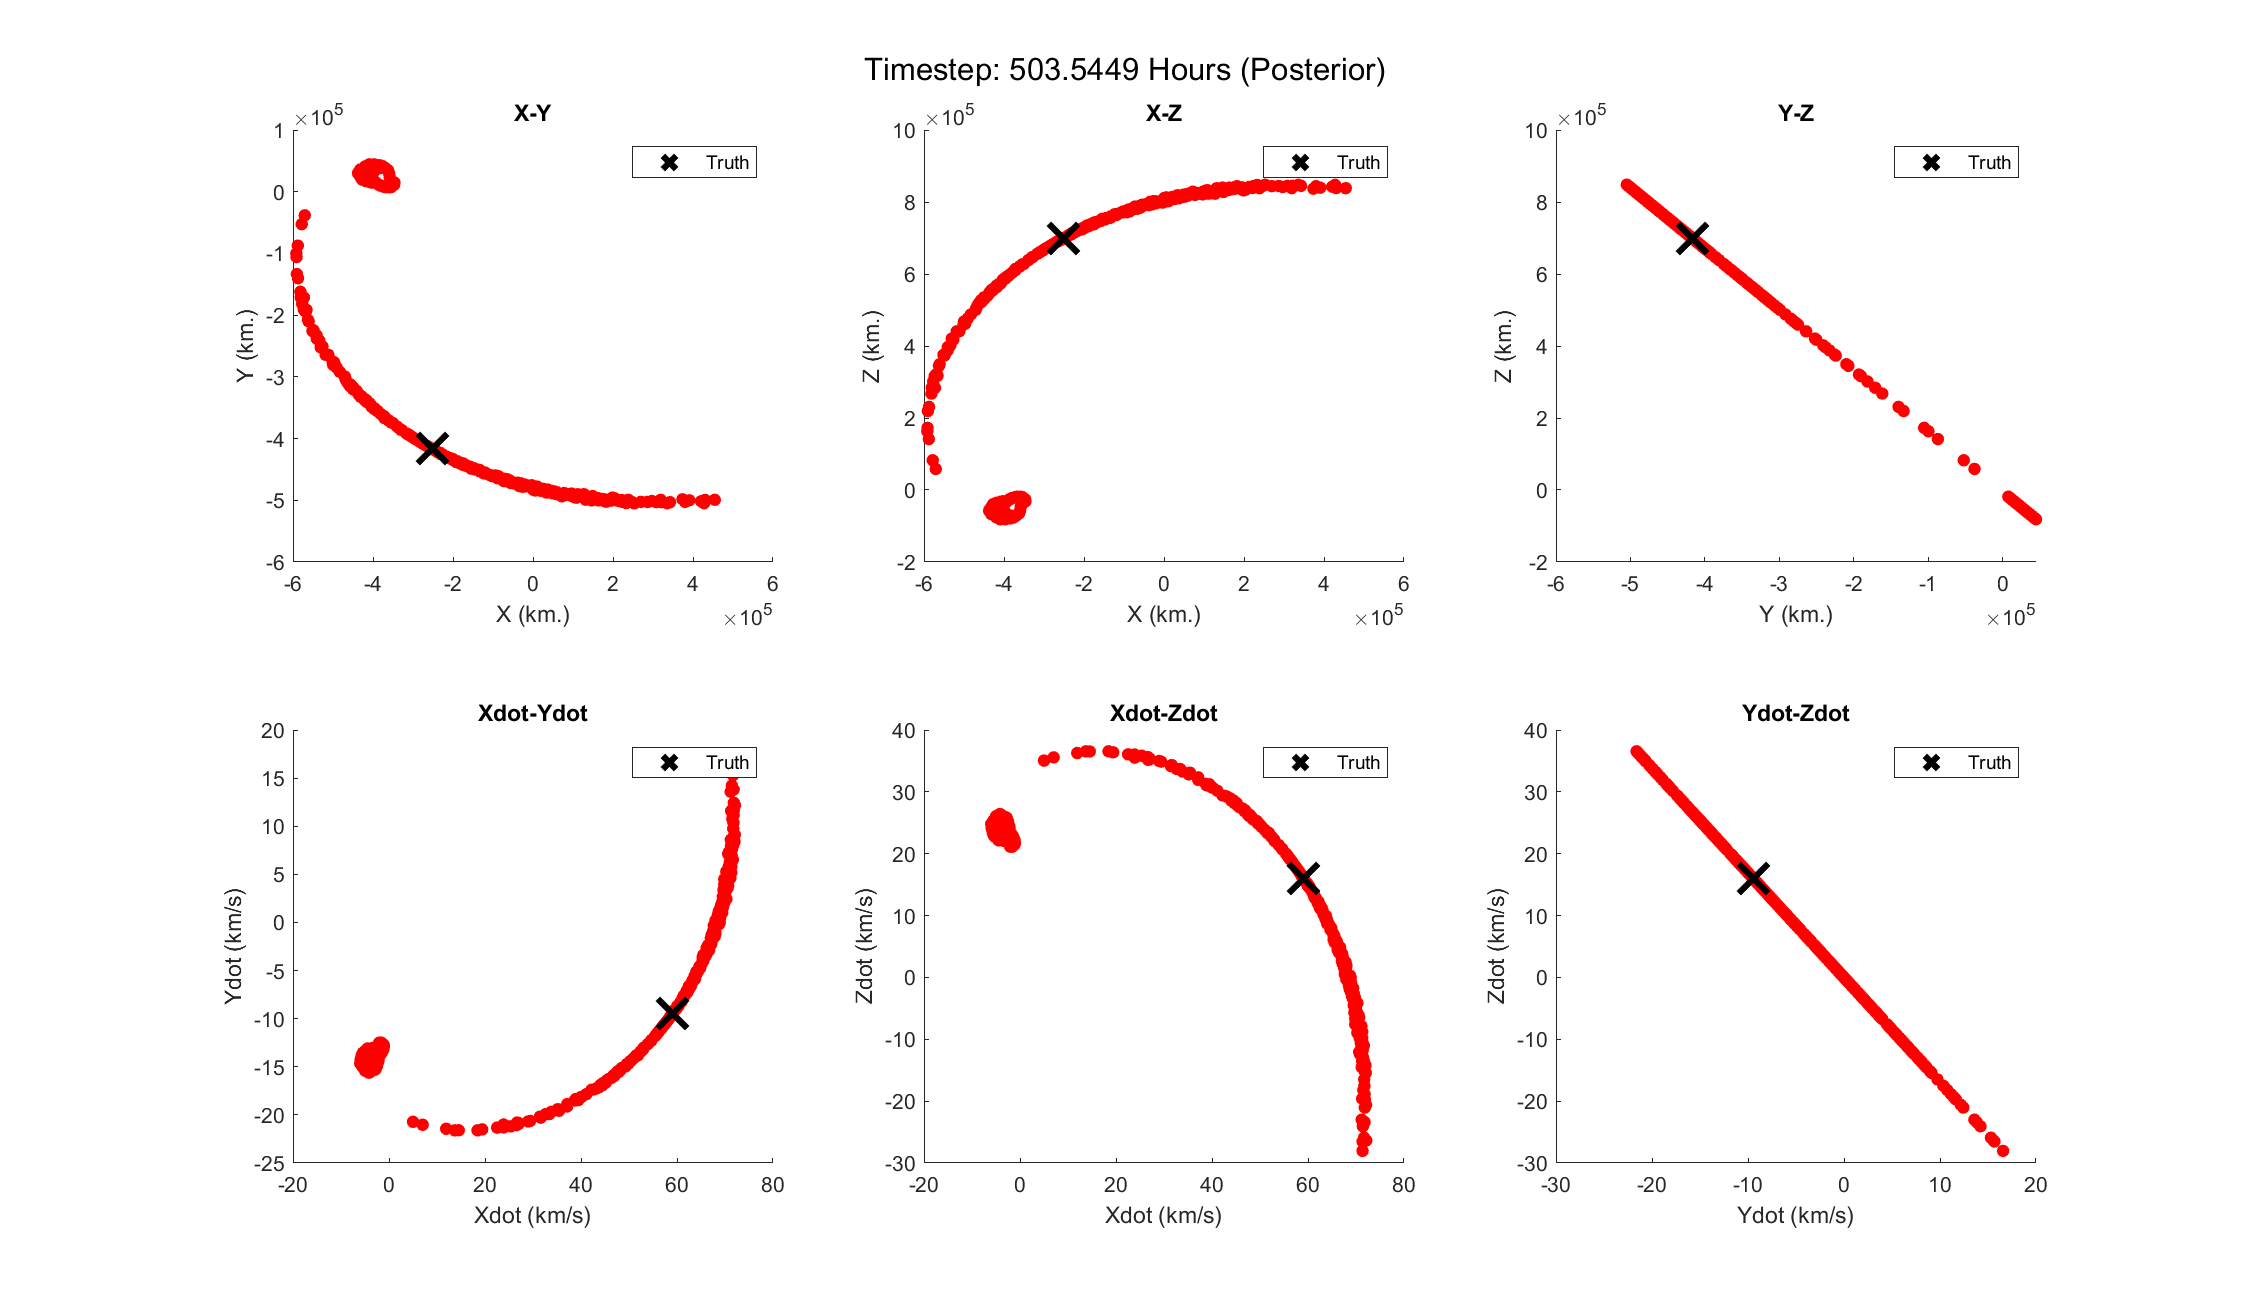 Timestep: 503.5449 Hours (Posterior)
X-Y
×10^5
1
0
-1
-2
-3
-4
-5
-6
Y (km.)
Truth
-6 -4 -2 0 2 4 6
X (km.)
×10^5
X-Z
×10^5
10
8
6
4
2
0
-2
Z (km.)
Truth
-6 -4 -2 0 2 4 6
X (km.)
×10^5
Y-Z
×10^5
10
8
6
4
2
0
-2
Z (km.)
Truth
-6 -5 -4 -3 -2 -1 0
Y (km.)
×10^5
Xdot-Ydot
20
15
10
5
0
-5
-10
-15
-20
-25
Ydot (km/s)
Truth
-20 0 20 40 60 80
Xdot (km/s)
Xdot-Zdot
40
30
20
10
0
-10
-20
-30
Zdot (km/s)
Truth
-20 0 20 40 60 80
Xdot (km/s)
Ydot-Zdot
40
30
20
10
0
-10
-20
-30
Zdot (km/s)
Truth
-30 -20 -10 0 10 20
Ydot (km/s)